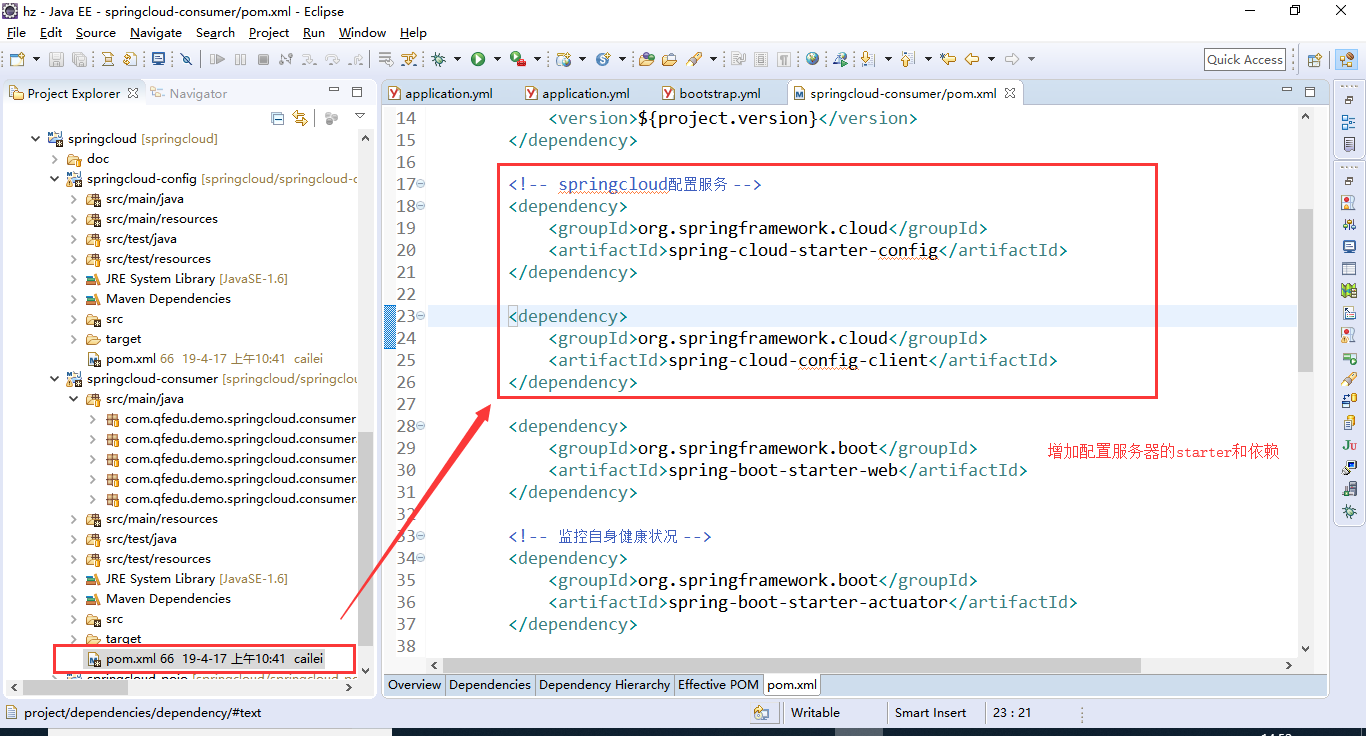 hz - Java EE - springcloud-consumer/pom.xml - Eclipse
File Edit Source Navigate Search Project Run Window Help
Quick Access
Project Explorer Navigator
springcloud [springcloud]
doc
springcloud-config [springcloud/springcloud-c
src/main/java
src/main/resources
src/test/java
src/test/resources
JRE System Library [JavaSE-1.6]
Maven Dependencies
src
target
pom.xml 66 19-4-17 上午10:41 cailei
springcloud-consumer [springcloud/springclou
src/main/java
com.qfedu.demo.springcloud.consumer
com.qfedu.demo.springcloud.consumer.
com.qfedu.demo.springcloud.consumer.
com.qfedu.demo.springcloud.consumer.
com.qfedu.demo.springcloud.consumer.
src/main/resources
src/test/java
src/test/resources
JRE System Library [JavaSE-1.6]
Maven Dependencies
src
target
pom.xml 66 19-4-17 上午10:41 cailei
application.yml application.yml bootstrap.yml springcloud-consumer/pom.xml
14 <version>${project.version}</version>
15 </dependency>
16
17 <!-- springcloud配置服务 -->
18 <dependency>
19 <groupId>org.springframework.cloud</groupId>
20 <artifactId>spring-cloud-starter-config</artifactId>
21 </dependency>
22
23 <dependency>
24 <groupId>org.springframework.cloud</groupId>
25 <artifactId>spring-cloud-config-client</artifactId>
26 </dependency>
27
28 <dependency>
29 <groupId>org.springframework.boot</groupId>
30 <artifactId>spring-boot-starter-web</artifactId>
31 </dependency>
32
33 <!-- 监控自身健康状况 -->
34 <dependency>
35 <groupId>org.springframework.boot</groupId>
36 <artifactId>spring-boot-starter-actuator</artifactId>
37 </dependency>
38
增加配置服务器的starter和依赖
Ju
Overview Dependencies Dependency Hierarchy Effective POM pom.xml
project/dependencies/dependency/#text Writable Smart Insert 23 : 21